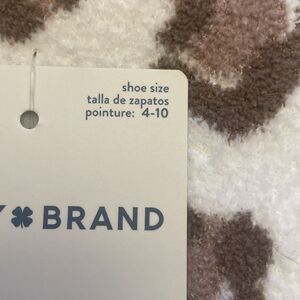 shoe size
talla de zapatos
pointure: 4-10
Y BRAND